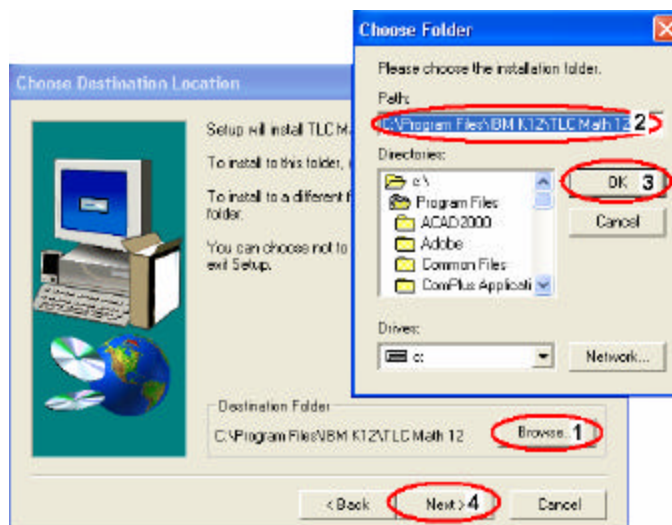 Choose Folder
Please choose the installation folder.
Path:
C:\Program Files\IBM K12\TLC Math 12 2
Directories:
c:\
Program Files
ACAD2000
Adobe
Common Files
ComPlus Applicati
OK 3
Cancel
Drives:
c:
Network...
Choose Destination Location
Setup will install TLC M
To install to this folder,
To install to a different f
folder.
You can choose not to
exit Setup.
Destination Folder
C:\Program Files\IBM K12\TLC Math 12
Browse.. 1
< Back
Next > 4
Cancel